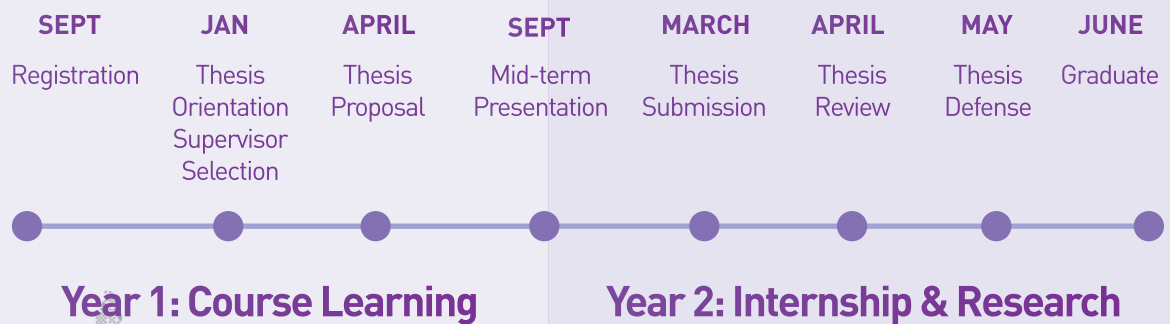 SEPT
Registration
JAN
Thesis
Orientation
Supervisor
Selection
APRIL
Thesis
Proposal
SEPT
Mid-term
Presentation
MARCH
Thesis
Submission
APRIL
Thesis
Review
MAY
Thesis
Defense
JUNE
Graduate
Year 1: Course Learning
Year 2: Internship & Research